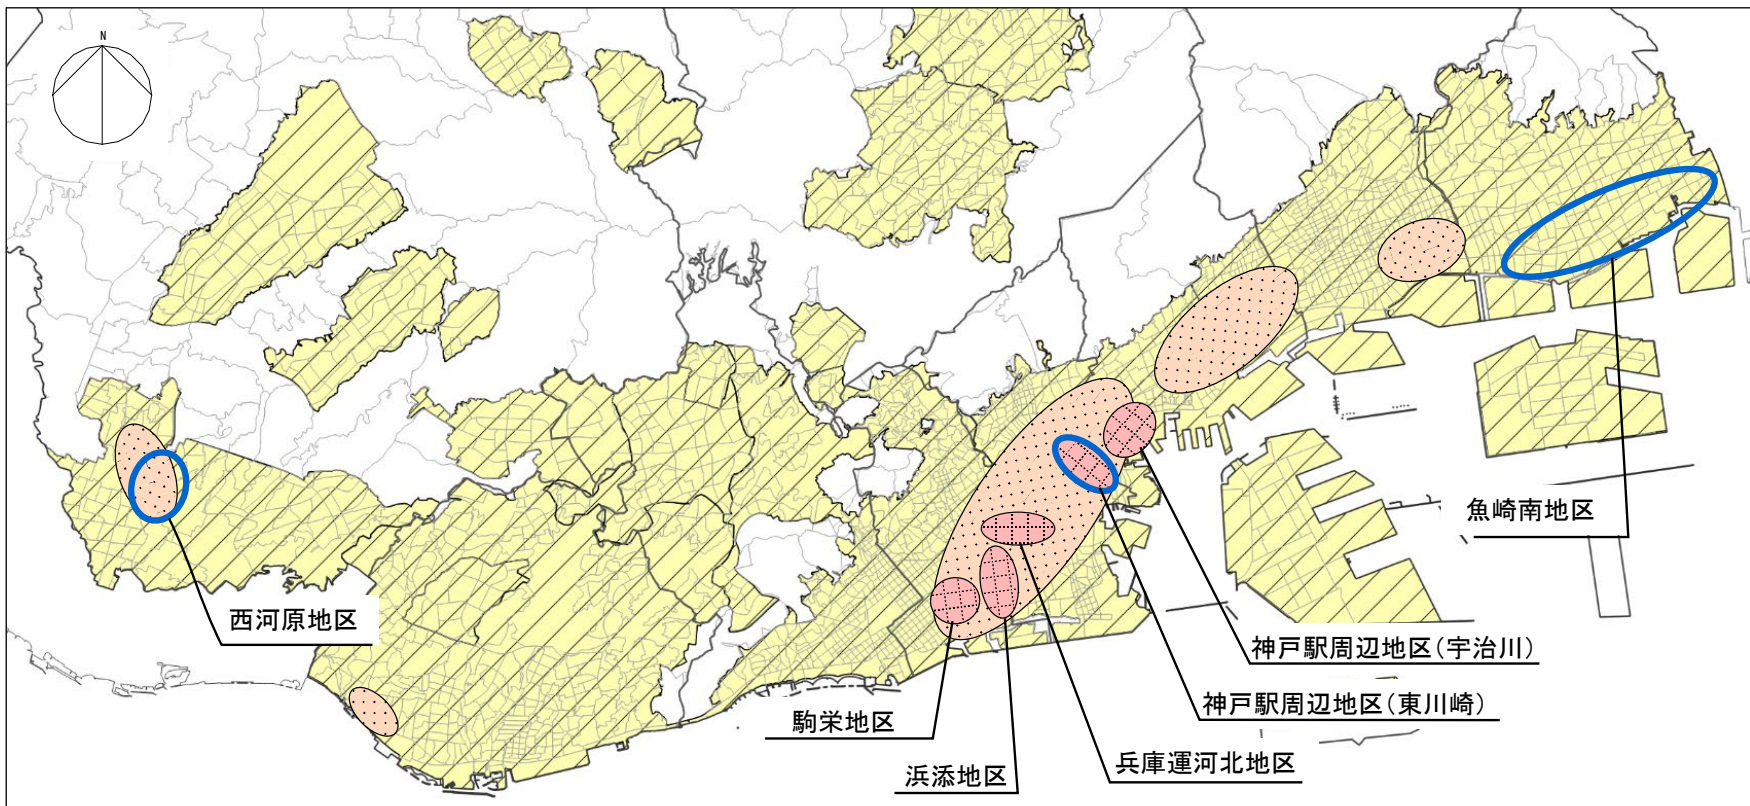 N
魚崎南地区
西河原地区
神戸駅周辺地区(宇治川)
神戸駅周辺地区(東川崎)
駒栄地区
兵庫運河北地区
浜添地区